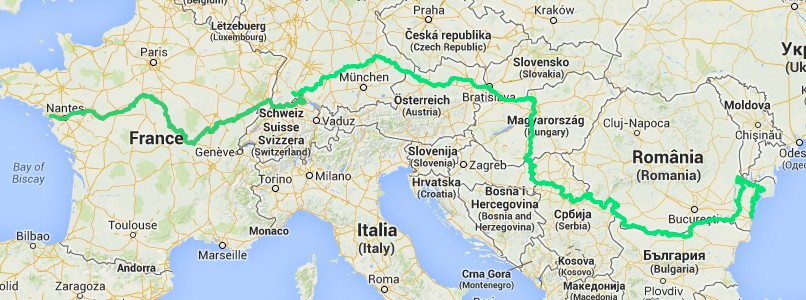 (Belgium)
Lëtzebuerg
(Luxembourg)
Praha
Kraków
Česká republika
(Czech Republic)
Paris
Slovensko
(Slovakia)
München
Österreich
(Austria)
Bratislava
Nantes
France
Schweiz
Suisse
Svizzera
(Switzerland)
Vaduz
Magyarország
(Hungary)
Cluj-Napoca
Moldova
Chișinău
Genève
Bay of
Biscay
Slovenija
(Slovenia)
Zagreb
România
(Romania)
Torino
Milano
Hrvatska
(Croatia)
Bosna i
Hercegovina
(Bosnia and
Herzegovina)
Србија
(Serbia)
București
Toulouse
Monaco
Italia
(Italy)
Marseille
България
(Bulgaria)
Bilbao
Andorra
Crna Gora
(Montenegro)
Kosova
(Kosovo)
Zaragoza
Roma
Македонија
(Macedonia
Plovdiv